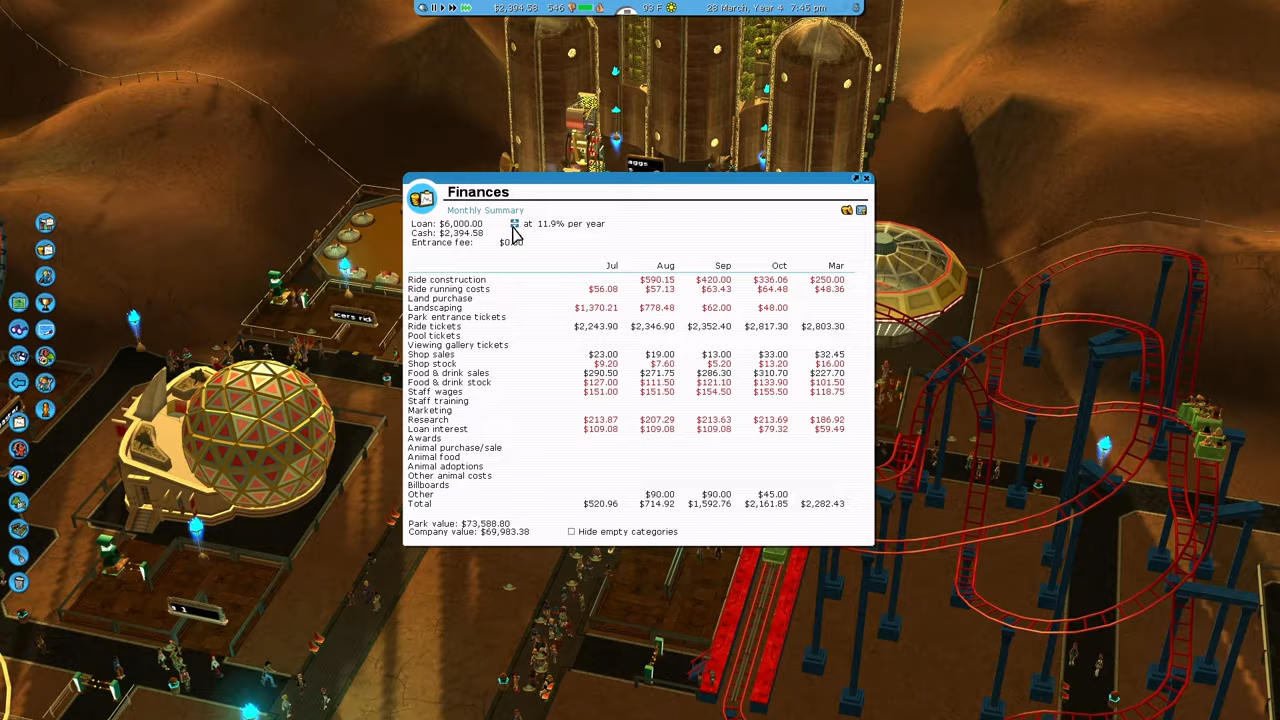 $2,394.58 546 93 F 28 March, Year 4 7:45 pm
Finances
Monthly Summary
Loan: $6,000.00 at 11.9% per year
Cash: $2,394.58
Entrance fee:
Jul Aug Sep Oct Mar
Ride construction $590.15 $420.00 $336.06 $250.00
Ride running costs $56.08 $57.13 $63.43 $64.48 $48.36
Land purchase
Landscaping $1,370.21 $778.48 $62.00 $48.00
Park entrance tickets
Ride tickets $2,243.90 $2,346.90 $2,352.40 $2,817.30 $2,803.30
Pool tickets
Viewing gallery tickets
Shop sales $23.00 $19.00 $13.00 $33.00 $32.45
Shop stock $9.20 $7.60 $5.20 $13.20 $16.00
Food & drink sales $290.50 $271.75 $286.30 $310.70 $227.70
Food & drink stock $127.00 $111.50 $121.10 $133.90 $101.50
Staff wages $151.00 $151.50 $154.50 $155.50 $118.75
Staff training
Marketing
Research $213.87 $207.29 $213.63 $213.69 $186.92
Loan interest $109.08 $109.08 $109.08 $79.32 $59.49
Awards
Animal purchase/sale
Animal food
Animal adoptions
Other animal costs
Billboards
Other $90.00 $90.00 $45.00
Total $520.96 $714.92 $1,592.76 $2,161.85 $2,282.43
Park value: $73,588.80
Company value: $69,983.38
Hide empty categories